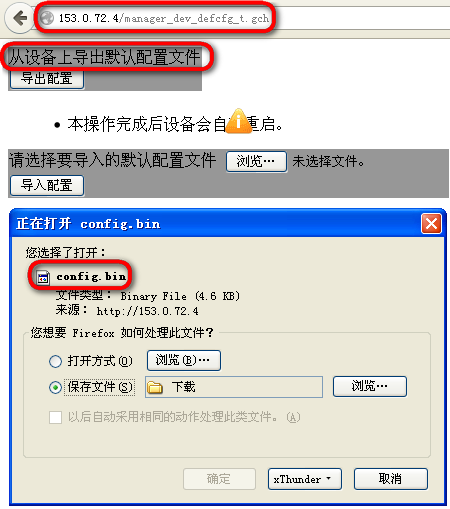 153.0.72.4/manager_dev_defcfg_t.gch
从设备上导出默认配置文件
导出配置
本操作完成后设备会自 重启。
请选择要导入的默认配置文件 浏览… 未选择文件。
导入配置
正在打开 config.bin
您选择了打开：
config.bin
文件类型： Binary File (4.6 KB)
来源： http://153.0.72.4
您想要 Firefox 如何处理此文件?
打开方式(O) 浏览(B)…
保存文件(S) 下载 浏览…
以后自动采用相同的动作处理此类文件。(A)
确定 xThunder 取消